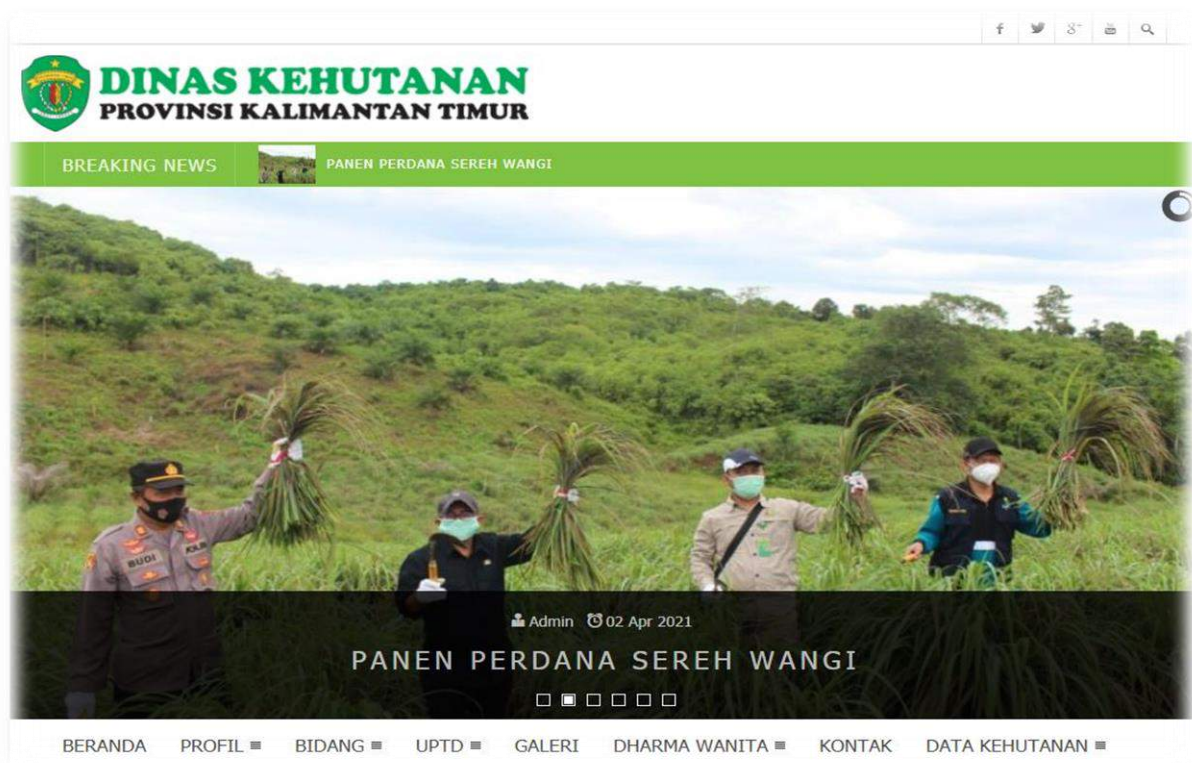 DINAS KEHUTANAN
PROVINSI KALIMANTAN TIMUR
BREAKING NEWS
PANEN PERDANA SEREH WANGI
BUDI
POLRI
Admin 02 Apr 2021
PANEN PERDANA SEREH WANGI
BERANDA PROFIL BIDANG UPTD GALERI DHARMA WANITA KONTAK DATA KEHUTANAN